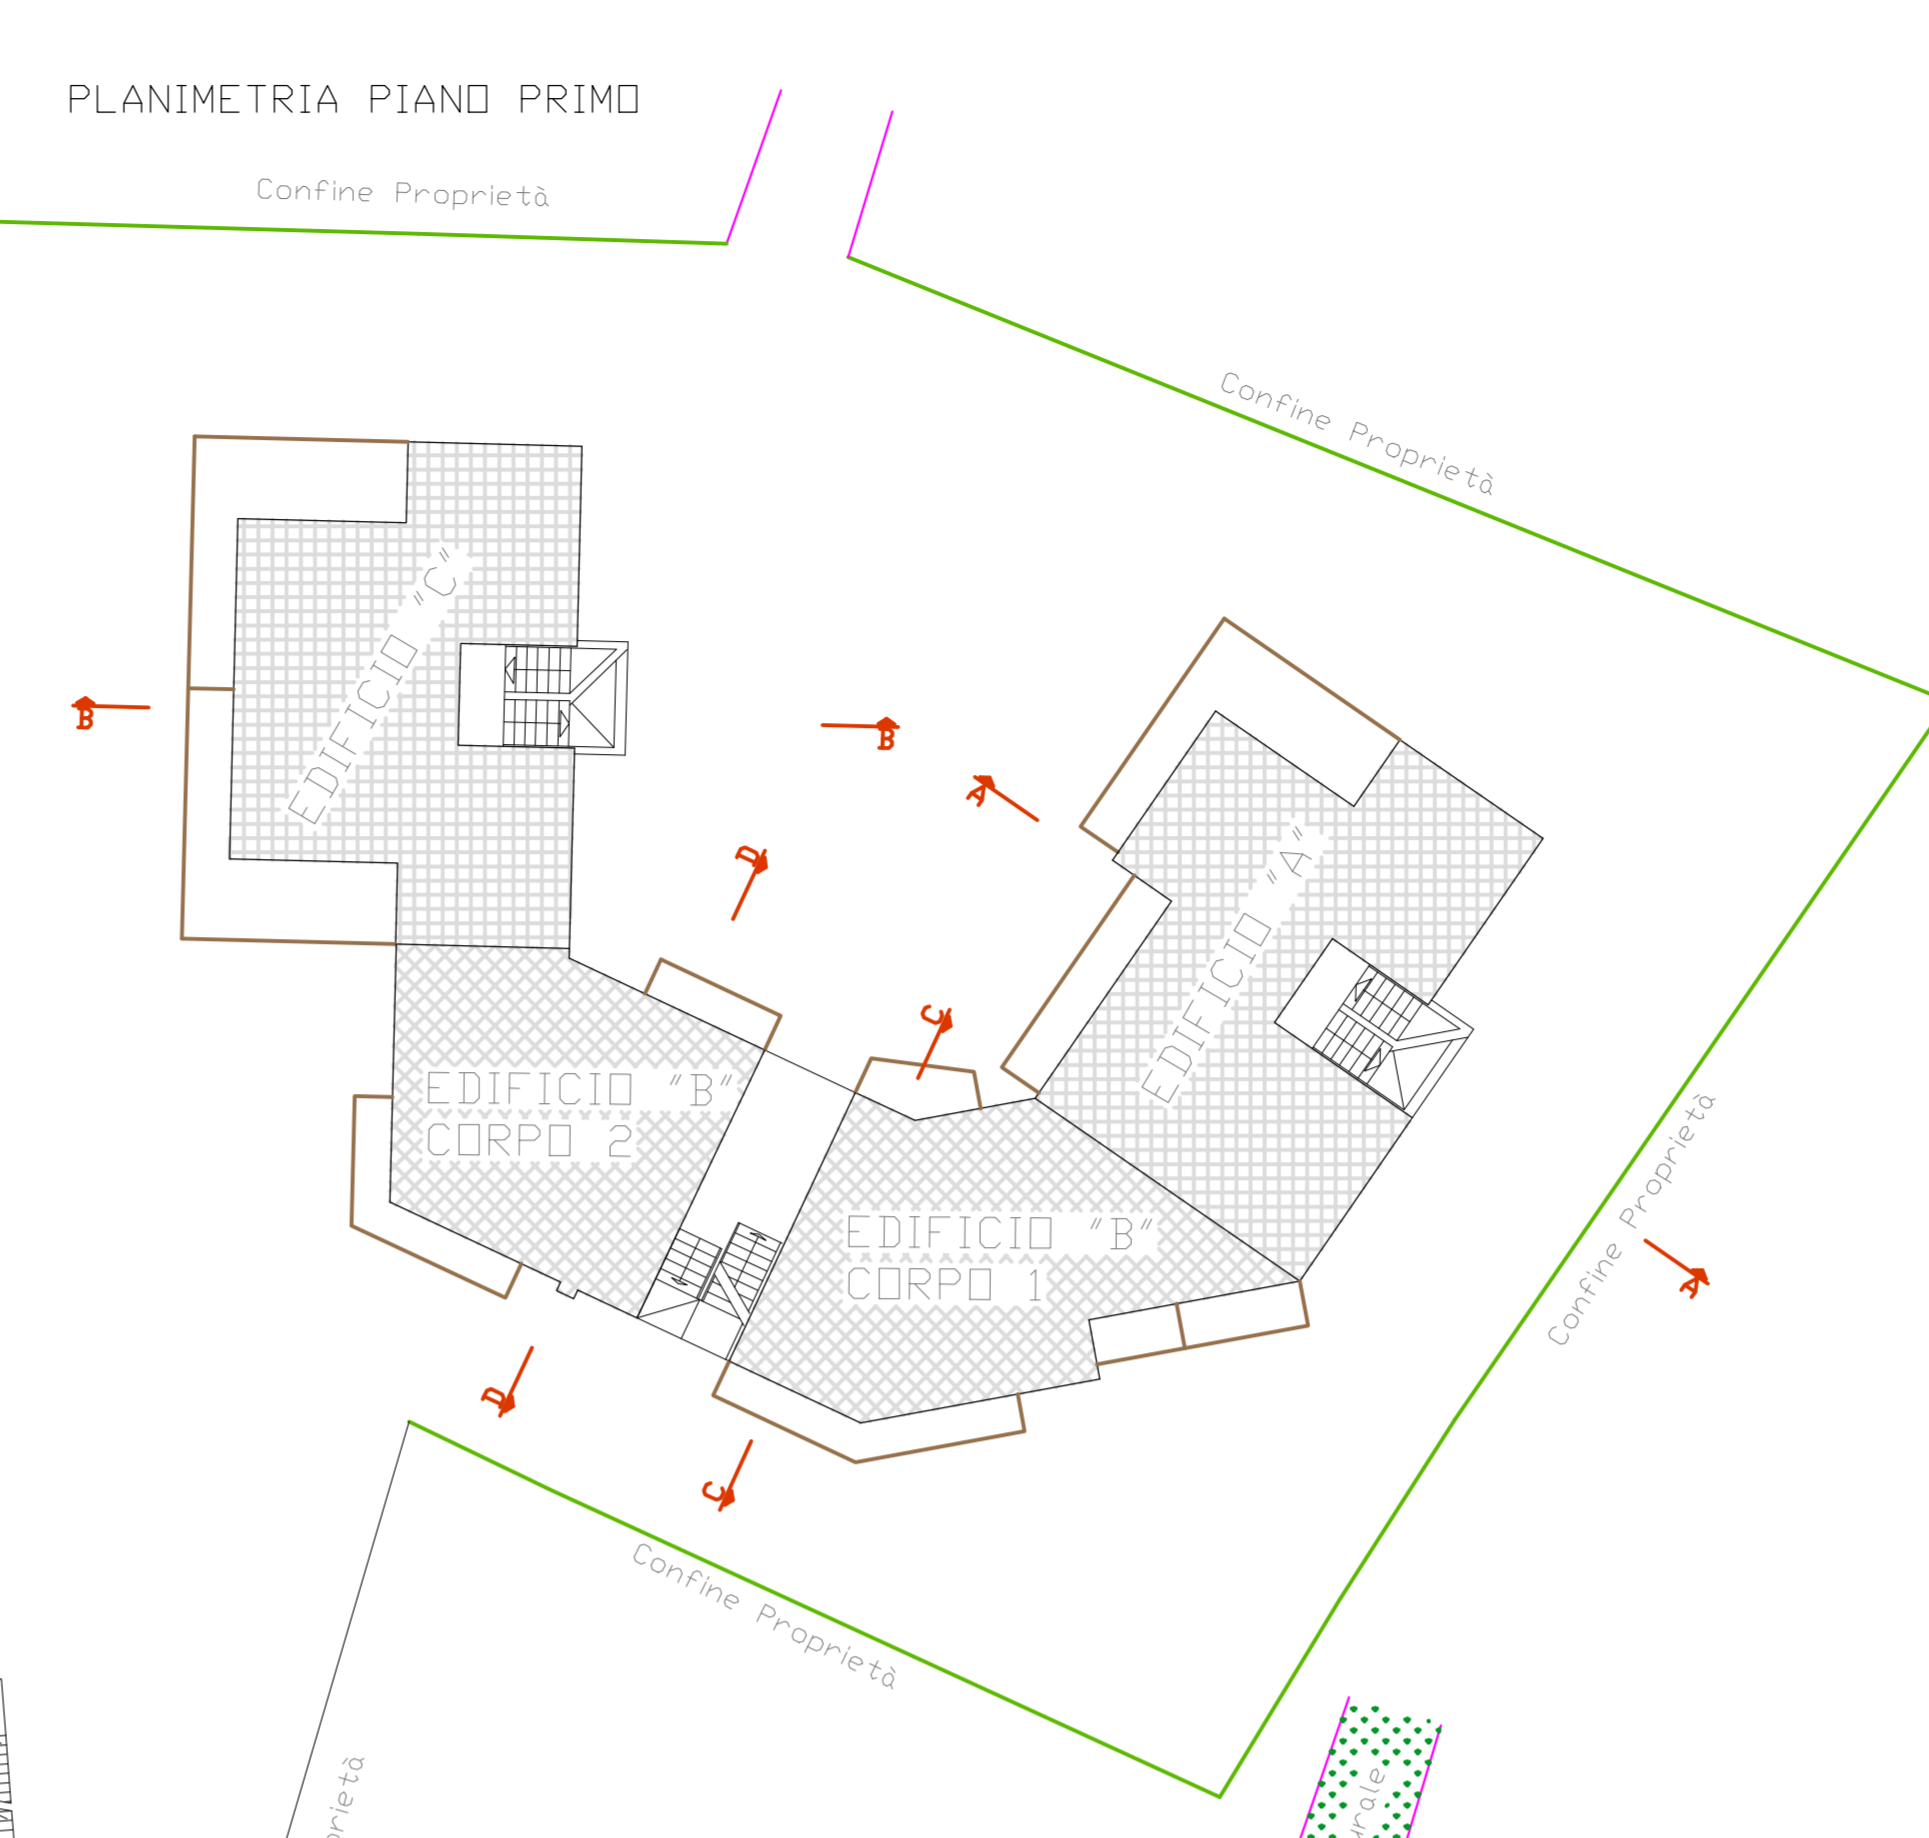 PLANIMETRIA PIANO PRIMO
Confine Proprietà
Confine Proprietà
EDIFICIO "C"
B
B
A
D
EDIFICIO "A"
C
EDIFICIO "B"
CORPO 2
EDIFICIO "B"
CORPO 1
Confine Proprietà
A
D
C
Confine Proprietà